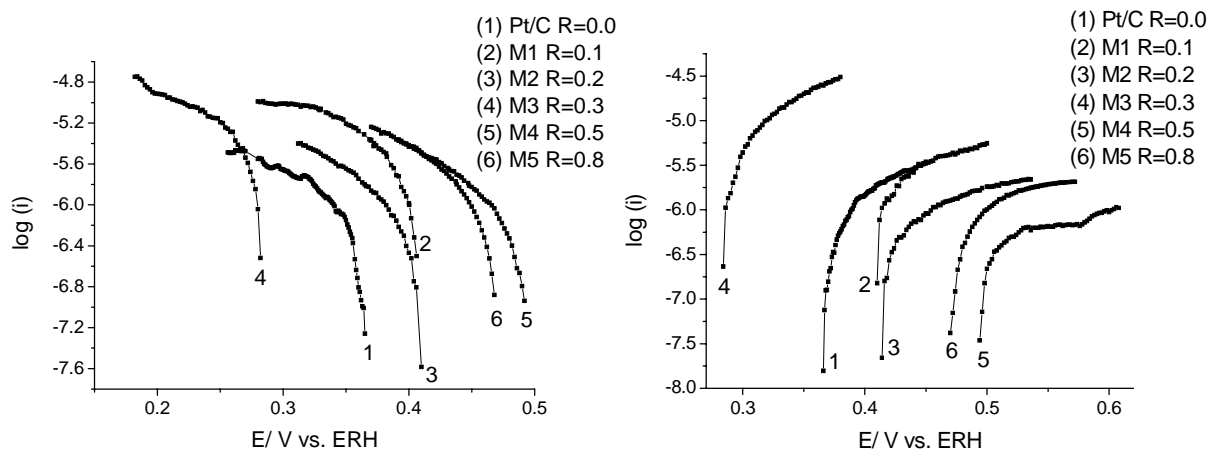 (1) Pt/C R=0.0
(2) M1 R=0.1
(3) M2 R=0.2
(4) M3 R=0.3
(5) M4 R=0.5
(6) M5 R=0.8
-4.8
-5.2
-5.6
-6.0
-6.4
-6.8
-7.2
-7.6
log (i)
4
1
2
3
6
5
0.2
0.3
0.4
0.5
E/ V vs. ERH
(1) Pt/C R=0.0
(2) M1 R=0.1
(3) M2 R=0.2
(4) M3 R=0.3
(5) M4 R=0.5
(6) M5 R=0.8
-4.5
-5.0
-5.5
-6.0
-6.5
-7.0
-7.5
-8.0
log (i)
4
1
2
3
6
5
0.3
0.4
0.5
0.6
E/ V vs. ERH